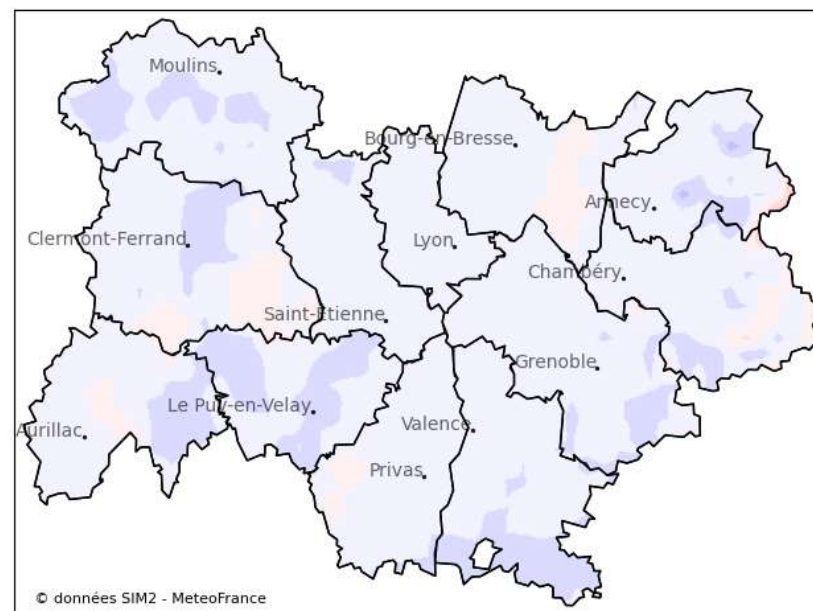 Moulins
Bourg-en-Bresse
Annecy
Clermont-Ferrand
Lyon
Chambéry
Saint-Etienne
Grenoble
Le Puy-en-Velay
Aurillac
Valence
Privas
© données SIM2 - MeteoFrance